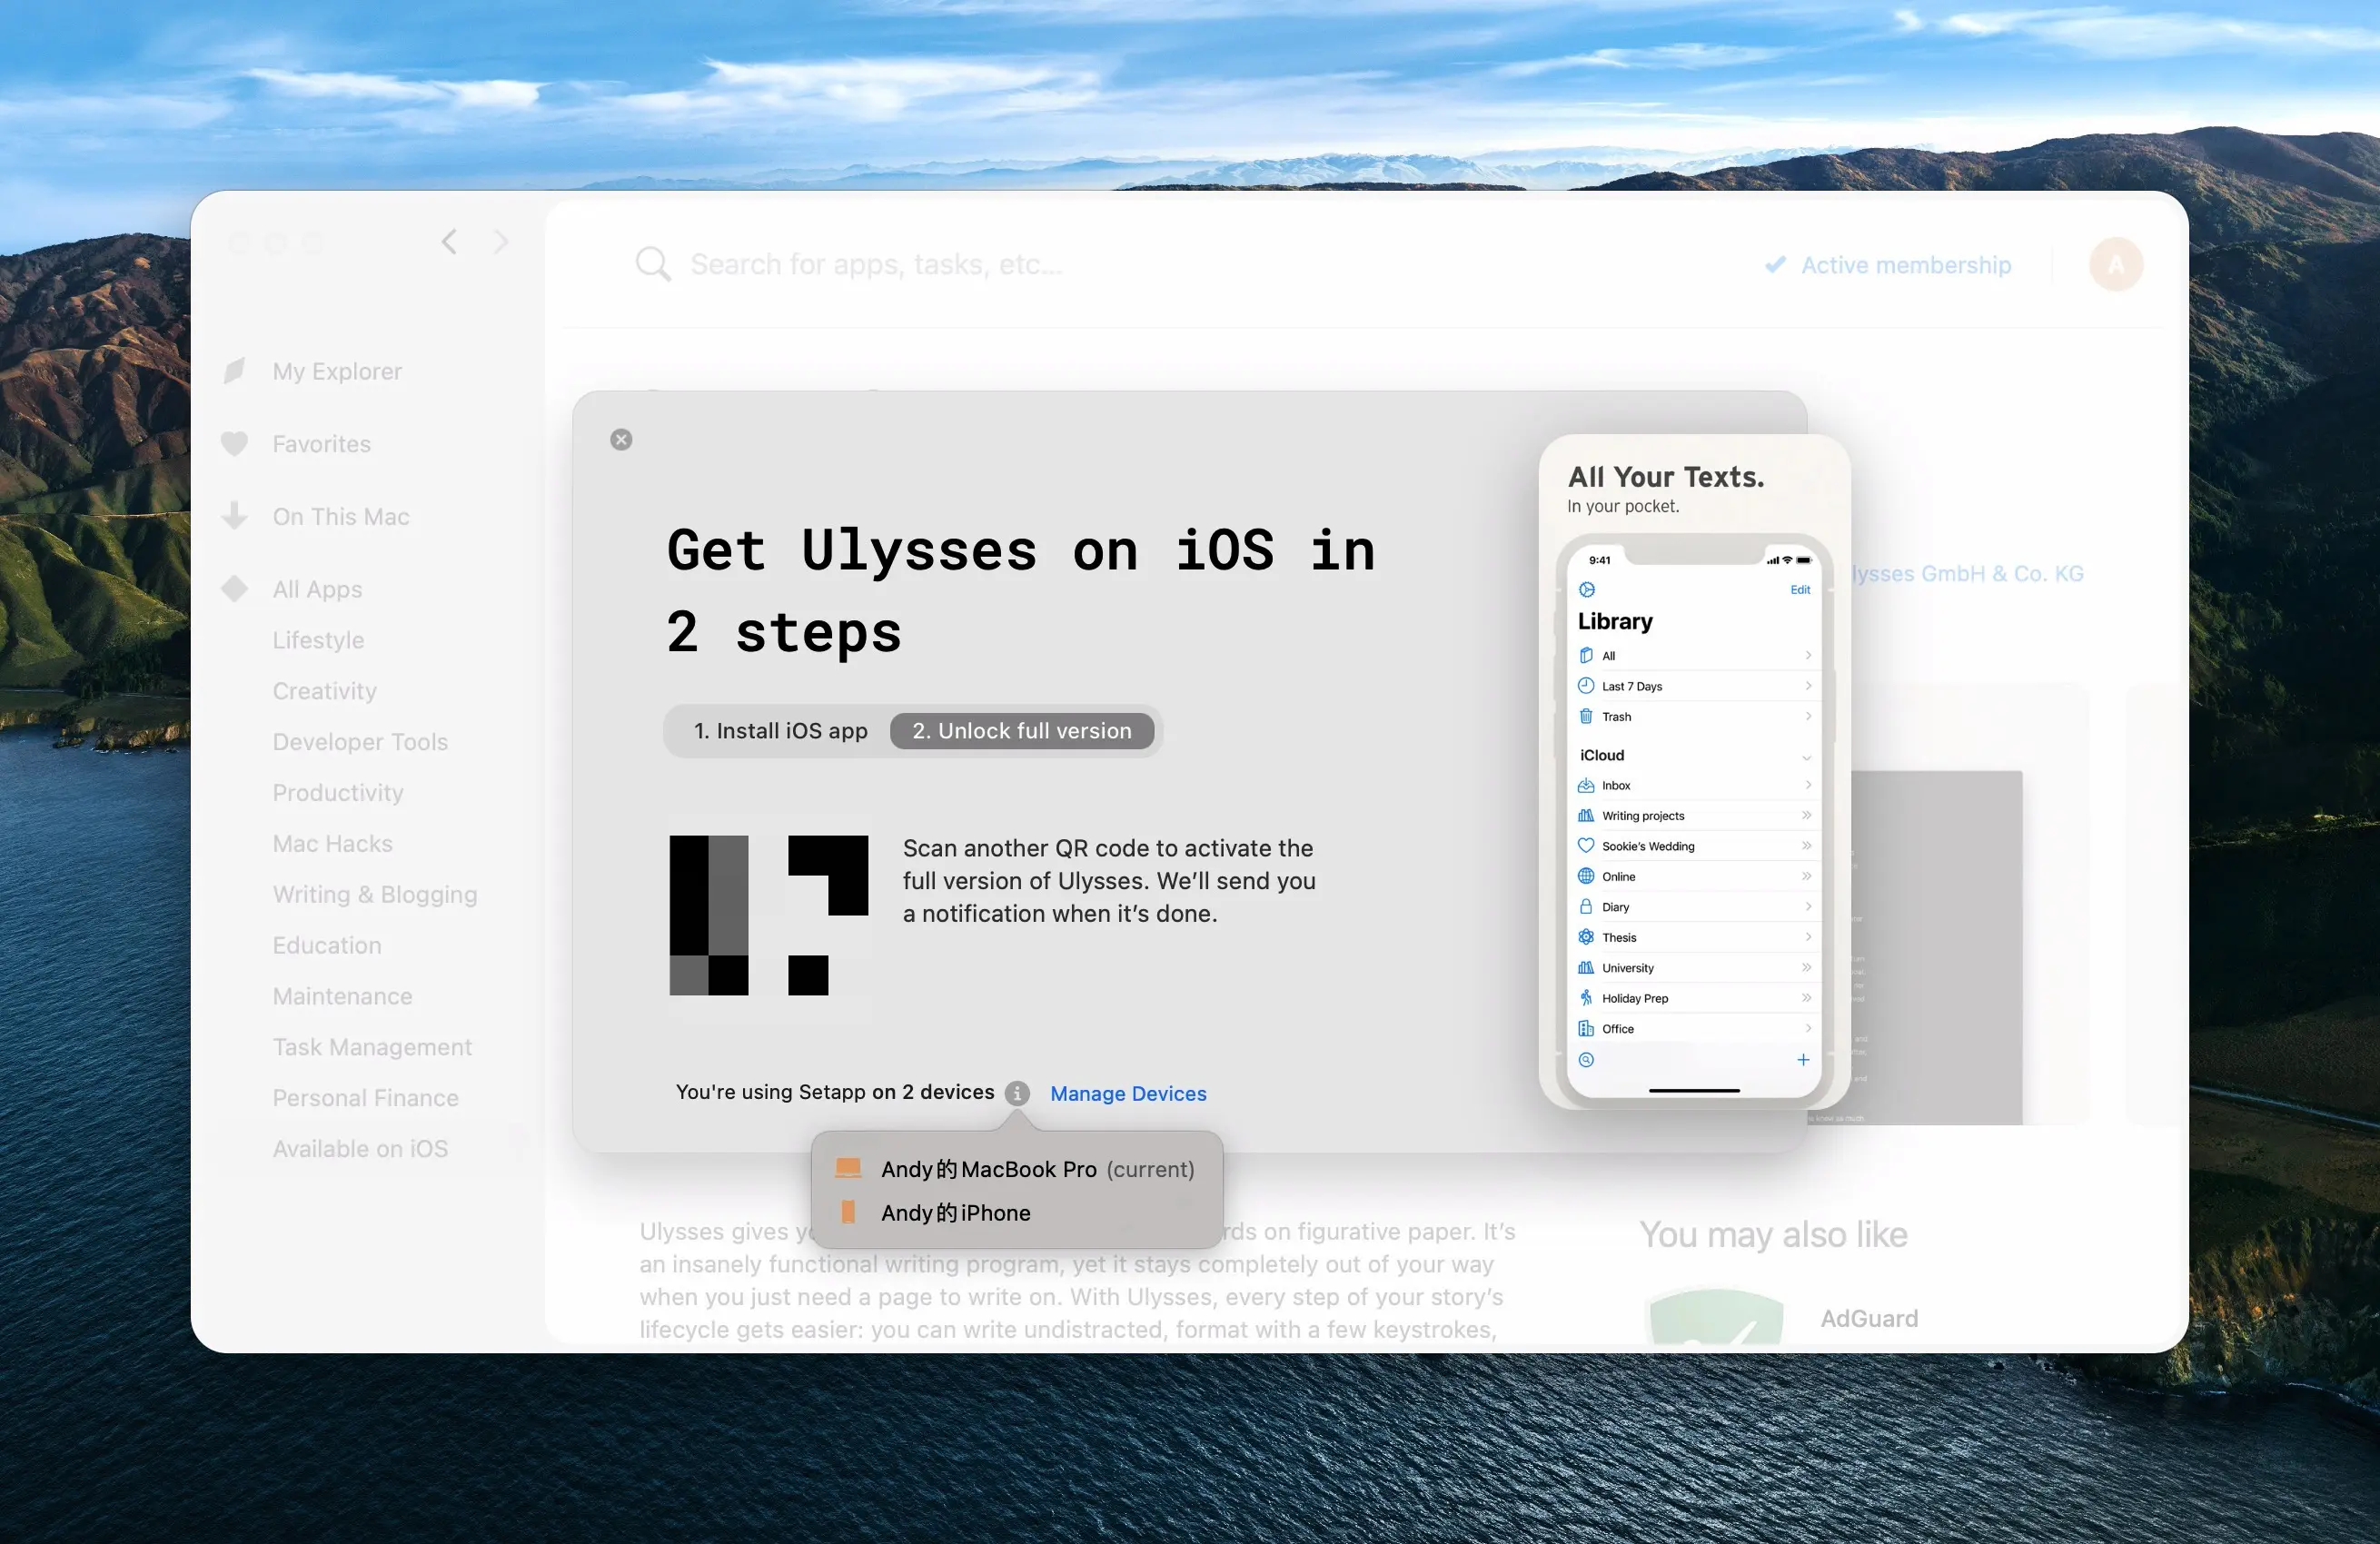 Search for apps, tasks, etc...
Active membership
A
My Explorer
Favorites
On This Mac
All Apps
Lifestyle
Creativity
Developer Tools
Productivity
Mac Hacks
Writing & Blogging
Education
Maintenance
Task Management
Personal Finance
Available on iOS
Get Ulysses on iOS in
2 steps
1. Install iOS app
2. Unlock full version
Scan another QR code to activate the
full version of Ulysses. We’ll send you
a notification when it’s done.
You're using Setapp on 2 devices
Manage Devices
Andy的MacBook Pro (current)
Andy的iPhone
All Your Texts.
In your pocket.
9:41
Edit
Library
All
Last 7 Days
Trash
iCloud
Inbox
Writing projects
Sookie's Wedding
Online
Diary
Thesis
University
Holiday Prep
Office
lysses GmbH & Co. KG
Ulysses gives y rds on figurative paper. It’s
an insanely functional writing program, yet it stays completely out of your way
when you just need a page to write on. With Ulysses, every step of your story’s
lifecycle gets easier: you can write undistracted, format with a few keystrokes,
You may also like
AdGuard